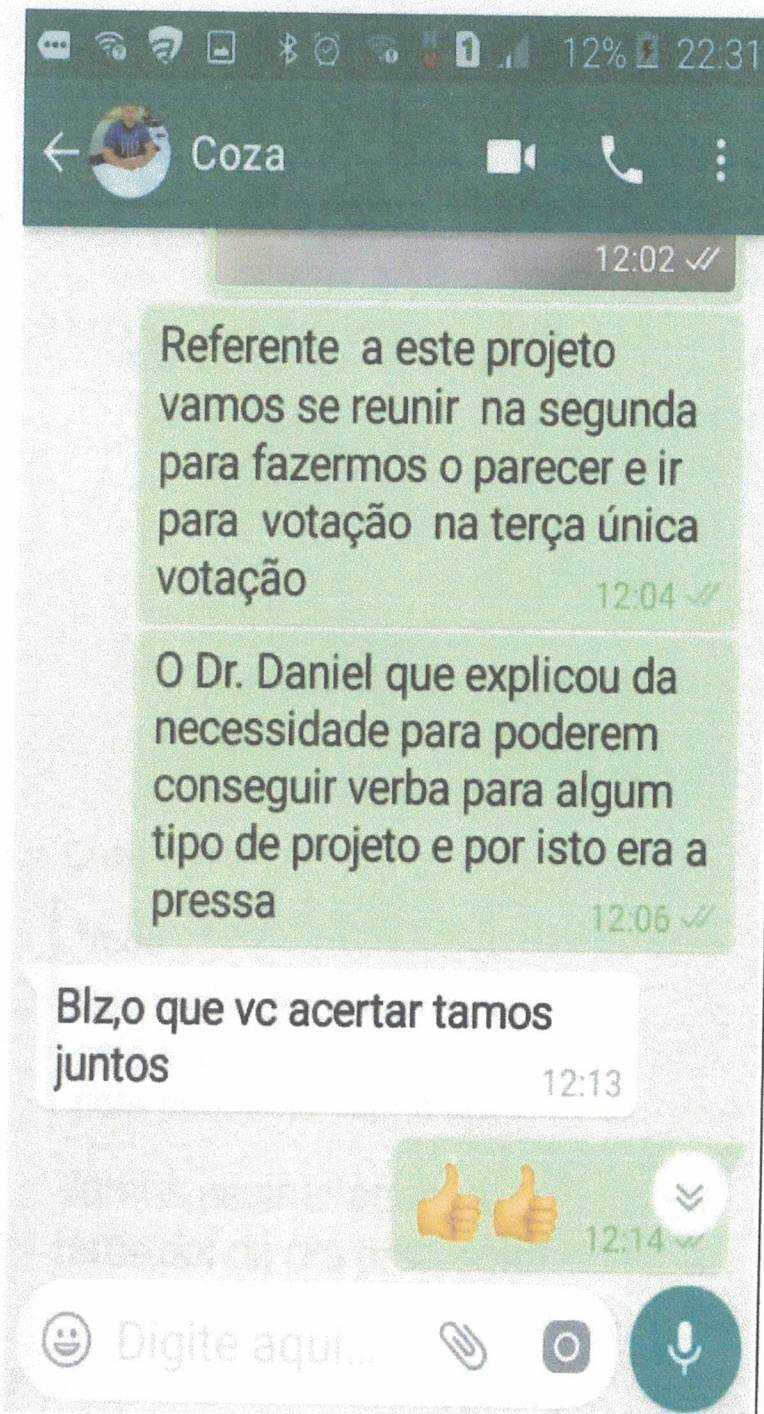 12% 22:31
Coza
12:02
Referente a este projeto
vamos se reunir na segunda
para fazermos o parecer e ir
para votação na terça única
votação
12:04
O Dr. Daniel que explicou da
necessidade para poderem
conseguir verba para algum
tipo de projeto e por isto era a
pressa
12:06
Blz,o que vc acertar tamos
juntos
12:13
12:14
Digite aqui...